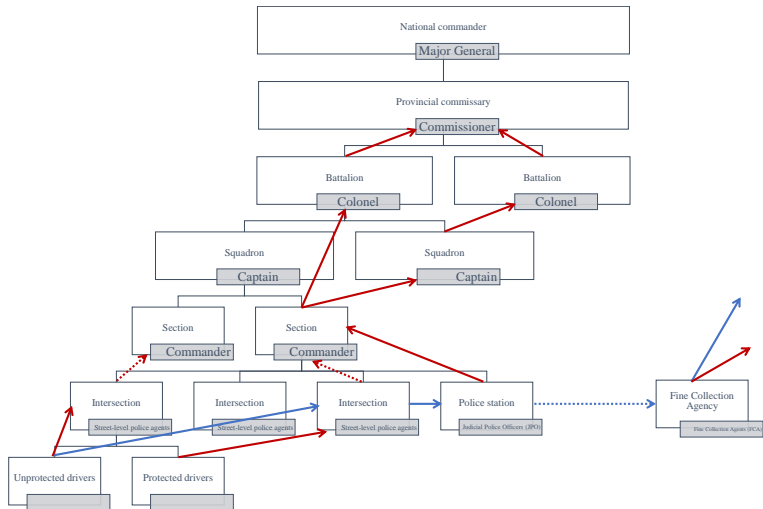 National commander
Major General
Provincial commissary
Commissioner
Battalion
Colonel
Battalion
Colonel
Squadron
Captain
Squadron
Captain
Section
Commander
Section
Commander
Intersection
Street-level police agents
Intersection
Street-level police agents
Intersection
Street-level police agents
Police station
Judicial Police Officers (JPO)
Fine Collection
Agency
Fine Collection Agents (FCA)
Unprotected drivers
Protected drivers